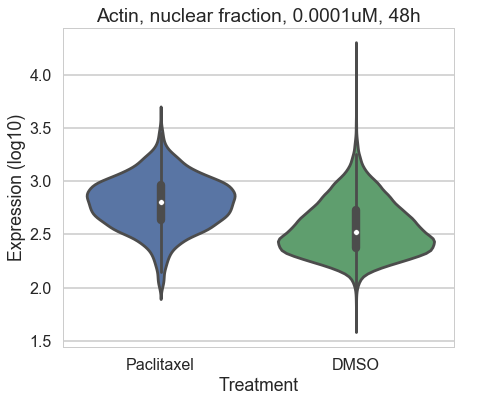 Actin, nuclear fraction, 0.0001uM, 48h
Expression (log10)
4.0
3.5
3.0
2.5
2.0
1.5
Paclitaxel
DMSO
Treatment